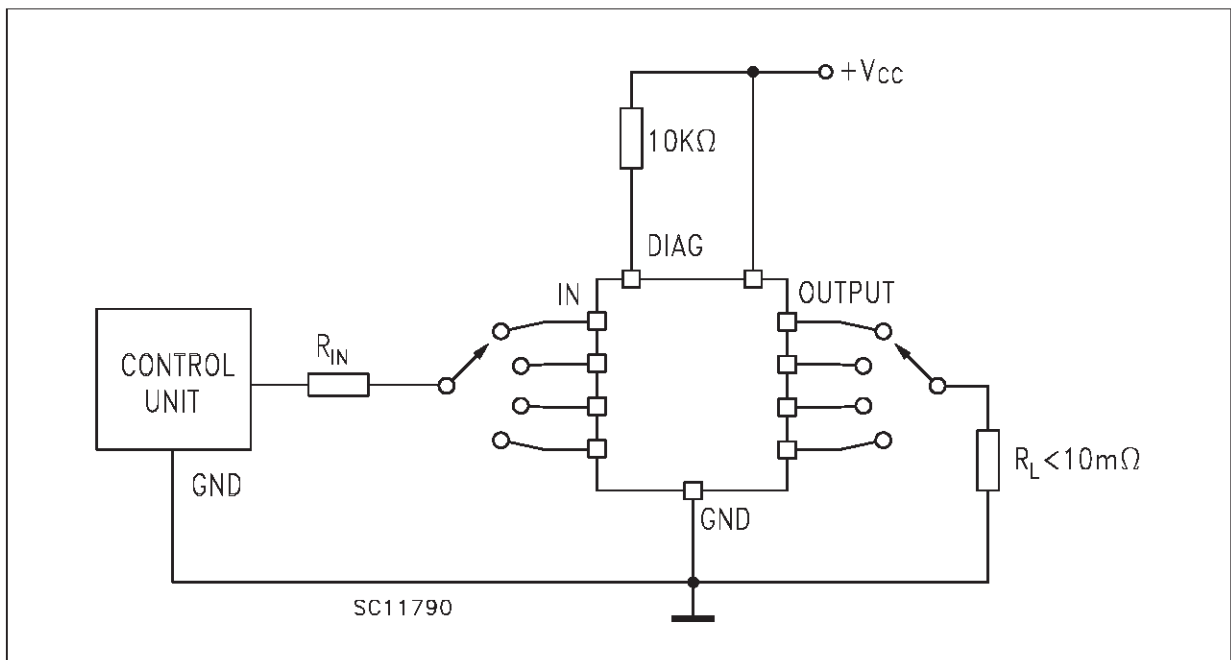 +VCC
10KΩ
DIAG
IN
OUTPUT
CONTROL
UNIT
RIN
RL<10mΩ
GND
GND
SC11790